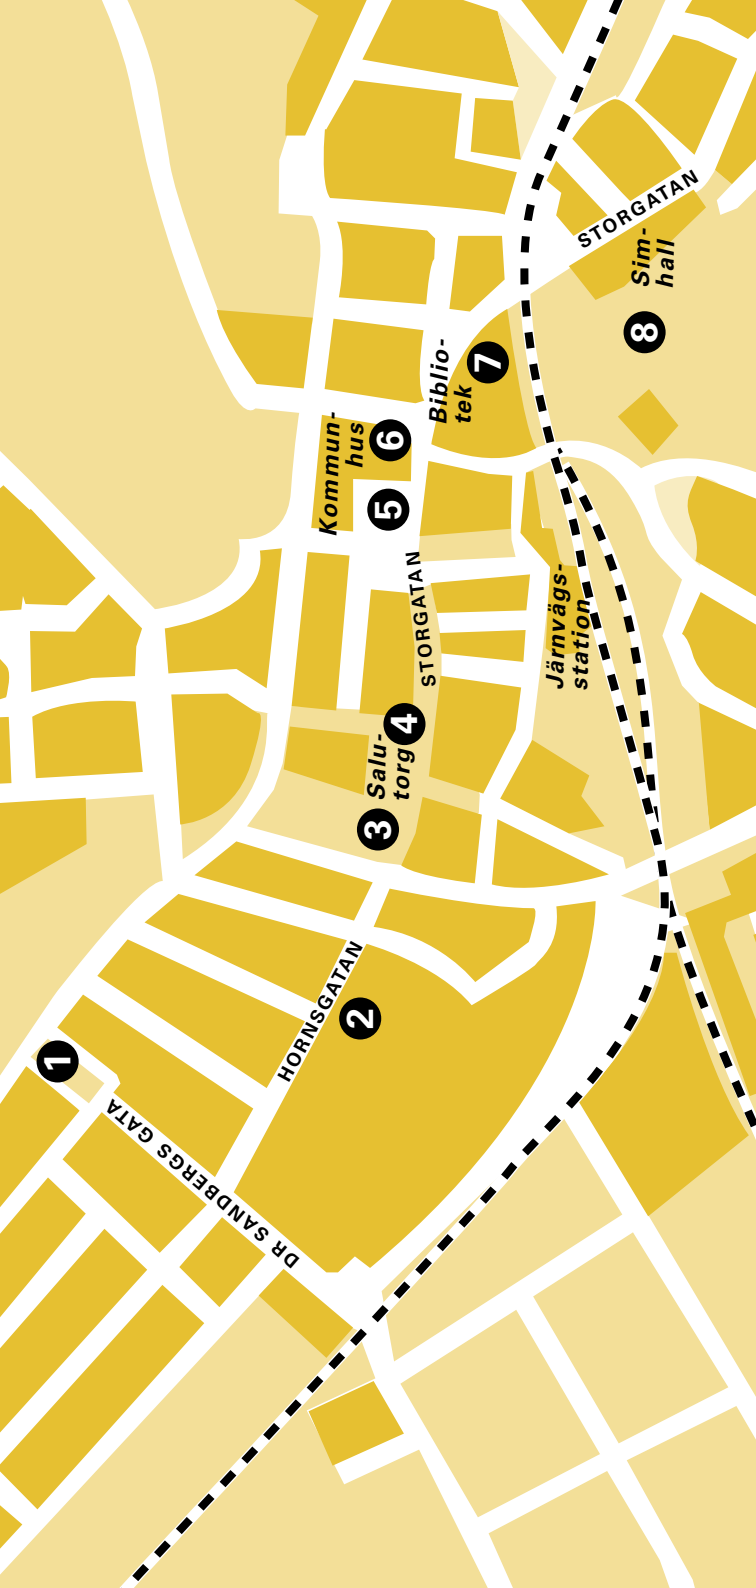 1
DR SANDBERGS GATA
HORNSGATAN
2
3
Salu-
torg
4
STORGATAN
Järnvägs-
station
5
Kommun-
hus
6
Biblio-
tek
7
8
Sim-
hall
STORGATAN